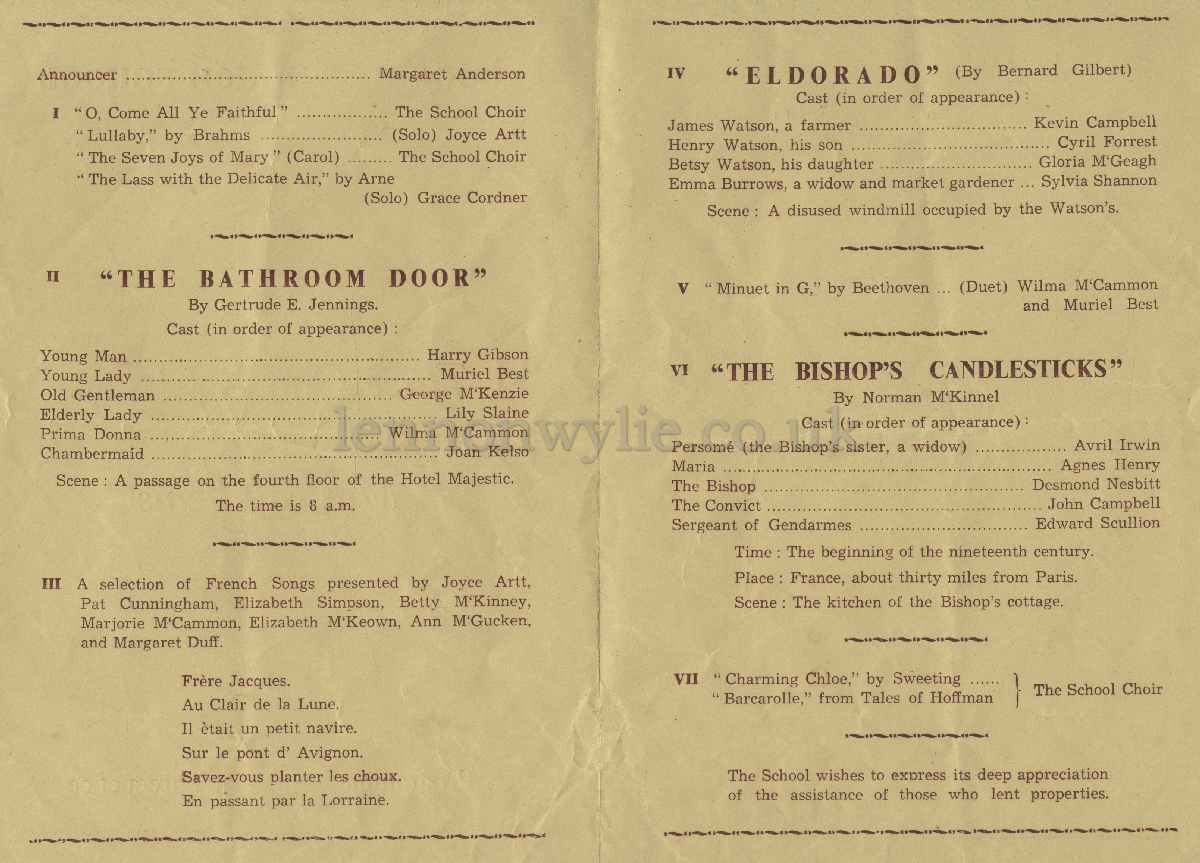 Announcer ........................................ Margaret Anderson
I "O, Come All Ye Faithful" .................. The School Choir
"Lullaby," by Brahms ........................ (Solo) Joyce Artt
"The Seven Joys of Mary" (Carol) ......... The School Choir
"The Lass with the Delicate Air," by Arne
(Solo) Grace Cordner
II "THE BATHROOM DOOR"
By Gertrude E. Jennings.
Cast (in order of appearance) :
Young Man ........................................ Harry Gibson
Young Lady ........................................ Muriel Best
Old Gentleman ........................................ George M'Kenzie
Elderly Lady ........................................ Lily Slaine
Prima Donna ........................................ Wilma M'Cammon
Chambermaid ........................................ Joan Kelso
Scene : A passage on the fourth floor of the Hotel Majestic.
The time is 8 a.m.
III A selection of French Songs presented by Joyce Artt,
Pat Cunningham, Elizabeth Simpson, Betty M'Kinney,
Marjorie M'Cammon, Elizabeth M'Keown, Ann M'Gucken,
and Margaret Duff.
Frère Jacques.
Au Clair de la Lune.
Il ètait un petit navire.
Sur le pont d' Avignon.
Savez-vous planter les choux.
En passant par la Lorraine.
IV "ELDORADO" (By Bernard Gilbert)
Cast (in order of appearance) :
James Watson, a farmer ................................ Kevin Campbell
Henry Watson, his son ................................ Cyril Forrest
Betsy Watson, his daughter ............................. Gloria M'Geagh
Emma Burrows, a widow and market gardener ... Sylvia Shannon
Scene : A disused windmill occupied by the Watson's.
V "Minuet in G," by Beethoven ... (Duet) Wilma M'Cammon
and Muriel Best
VI "THE BISHOP'S CANDLESTICKS"
By Norman M'Kinnel
Cast (in order of appearance) :
Persomé (the Bishop's sister, a widow) .................. Avril Irwin
Maria ........................................ Agnes Henry
The Bishop ........................................ Desmond Nesbitt
The Convict ........................................ John Campbell
Sergeant of Gendarmes ................................ Edward Scullion
Time : The beginning of the nineteenth century.
Place : France, about thirty miles from Paris.
Scene : The kitchen of the Bishop's cottage.
VII "Charming Chloe," by Sweeting ......
"Barcarolle," from Tales of Hoffman } The School Choir
The School wishes to express its deep appreciation
of the assistance of those who lent properties.
lennonwylie.co.uk